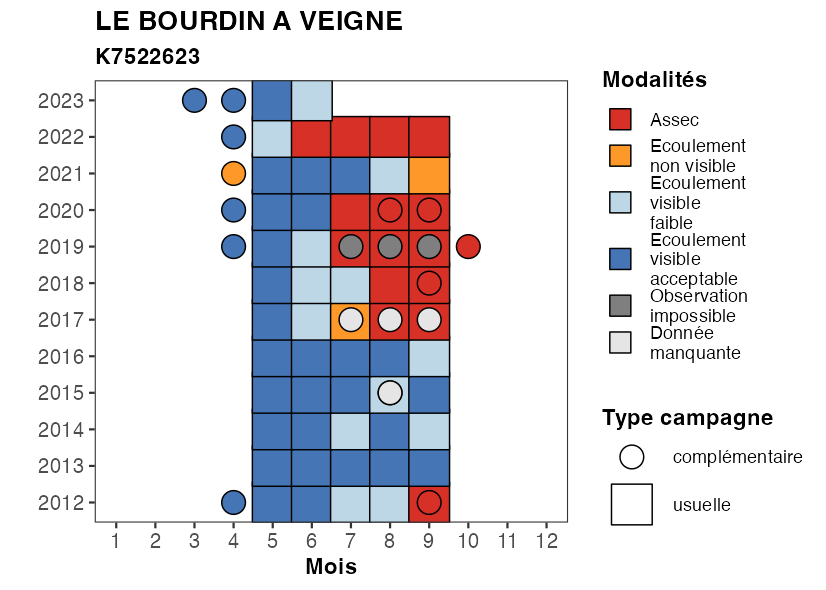 LE BOURDIN A VEIGNE
K7522623
2023
2022
2021
2020
2019
2018
2017
2016
2015
2014
2013
2012
1 2 3 4 5 6 7 8 9 10 11 12
Mois
Modalités
Assec
Ecoulement
non visible
Ecoulement
visible
faible
Ecoulement
visible
acceptable
Observation
impossible
Donnée
manquante
Type campagne
complémentaire
usuelle